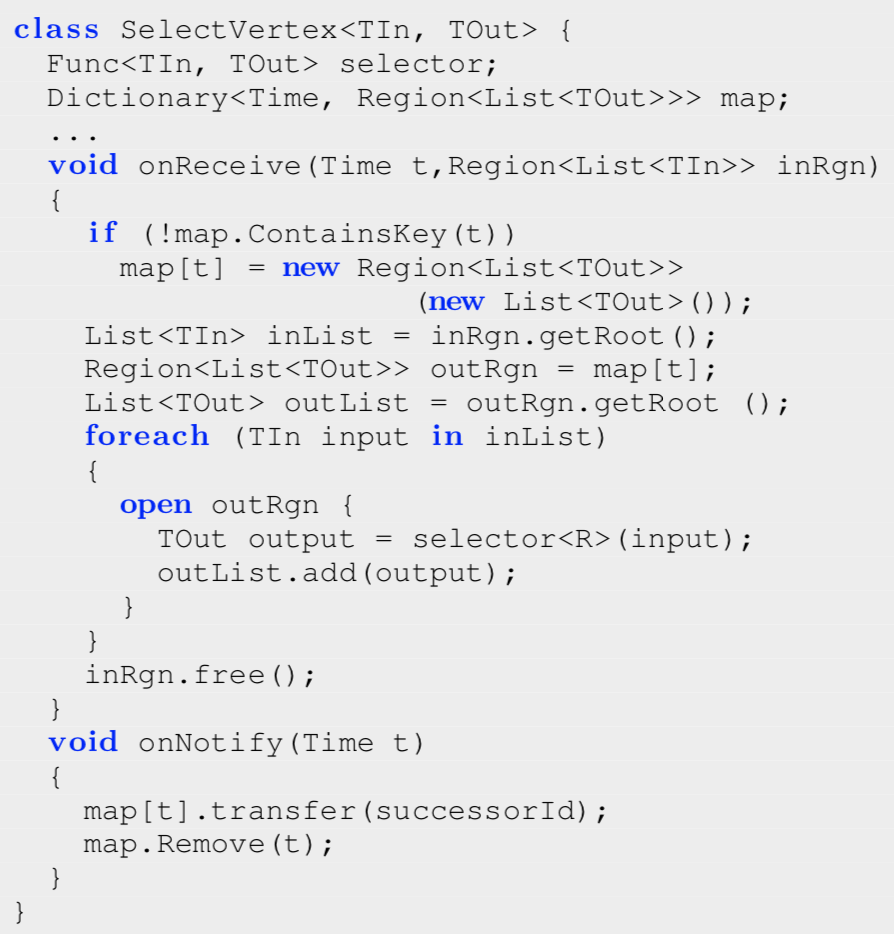 class SelectVertex<TIn, TOut> {
  Func<TIn, TOut> selector;
  Dictionary<Time, Region<List<TOut>>> map;
  ...
  void onReceive(Time t,Region<List<TIn>> inRgn)
  {
    if (!map.ContainsKey(t))
      map[t] = new Region<List<TOut>>
                       (new List<TOut>());
    List<TIn> inList = inRgn.getRoot();
    Region<List<TOut>> outRgn = map[t];
    List<TOut> outList = outRgn.getRoot ();
    foreach (TIn input in inList)
    {
      open outRgn {
        TOut output = selector<R>(input);
        outList.add(output);
      }
    }
    inRgn.free();
  }
  void onNotify(Time t)
  {
    map[t].transfer(successorId);
    map.Remove(t);
  }
}